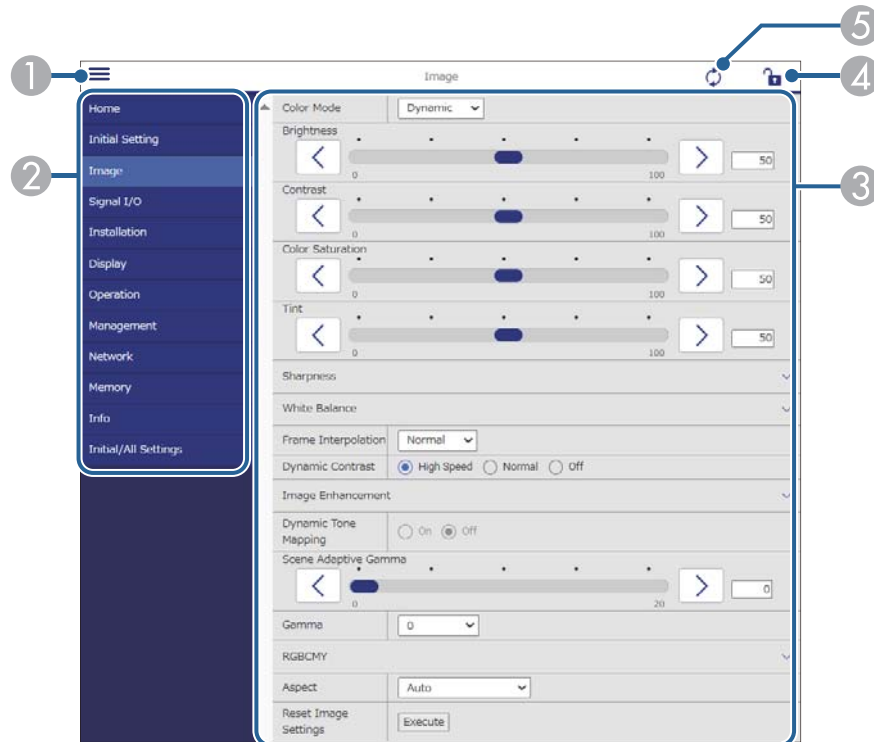 5
1
Image
4
Home
Initial Setting
2
Image
Signal I/O
Installation
Display
Operation
Management
Network
Memory
Info
Initial/All Settings
3
Color Mode Dynamic
Brightness
50
0 100
Contrast
50
0 100
Color Saturation
50
0 100
Tint
50
0 100
Sharpness
White Balance
Frame Interpolation Normal
Dynamic Contrast High Speed Normal Off
Image Enhancement
Dynamic Tone
Mapping
On Off
Scene Adaptive Gamma
0
0 20
Gamma 0
RGBCMY
Aspect Auto
Reset Image
Settings
Execute